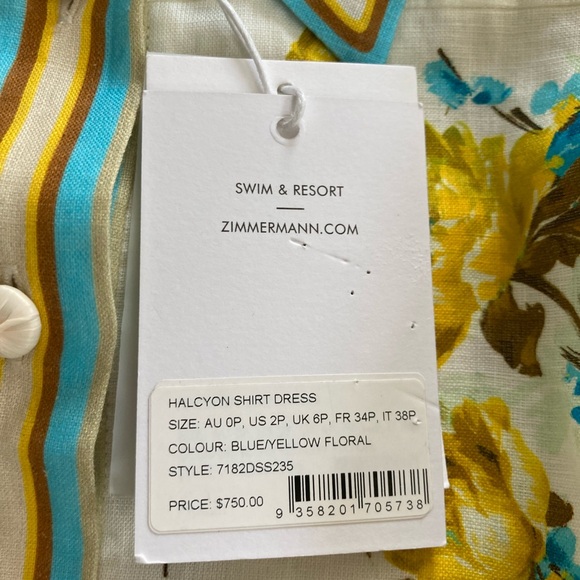 SWIM & RESORT
ZIMMERMANN.COM
HALCYON SHIRT DRESS
SIZE: AU 0P, US 2P, UK 6P, FR 34P, IT 38P
COLOUR: BLUE/YELLOW FLORAL
STYLE: 7182DSS235
PRICE: $750.00
9 358201 705738